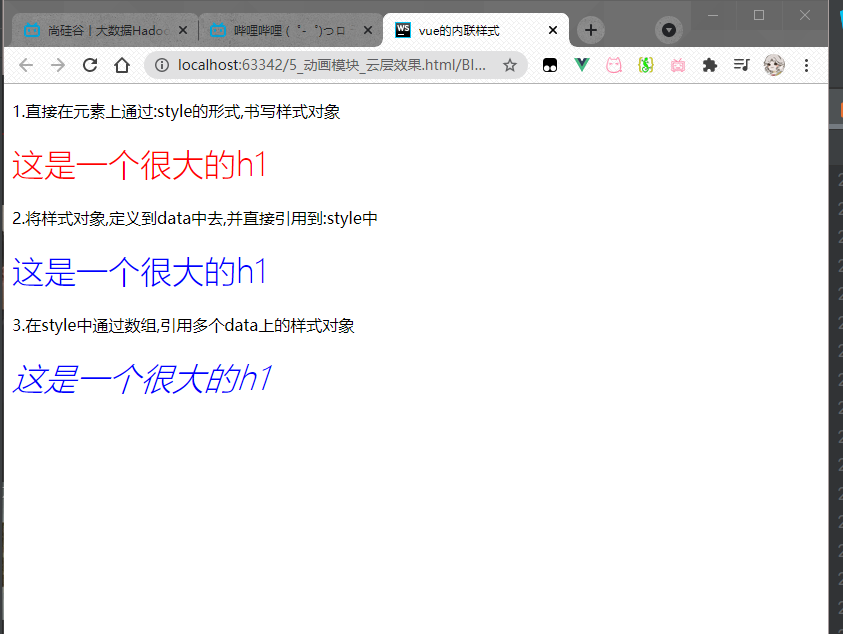 尚硅谷丨大数据Hadoo
哔哩哔哩 ( ゜- ゜)つロ
vue的内联样式
localhost:63342/5_动画模块_云层效果.html/Bl...
1.直接在元素上通过:style的形式,书写样式对象
这是一个很大的h1
2.将样式对象,定义到data中去,并直接引用到:style中
这是一个很大的h1
3.在style中通过数组,引用多个data上的样式对象
这是一个很大的h1